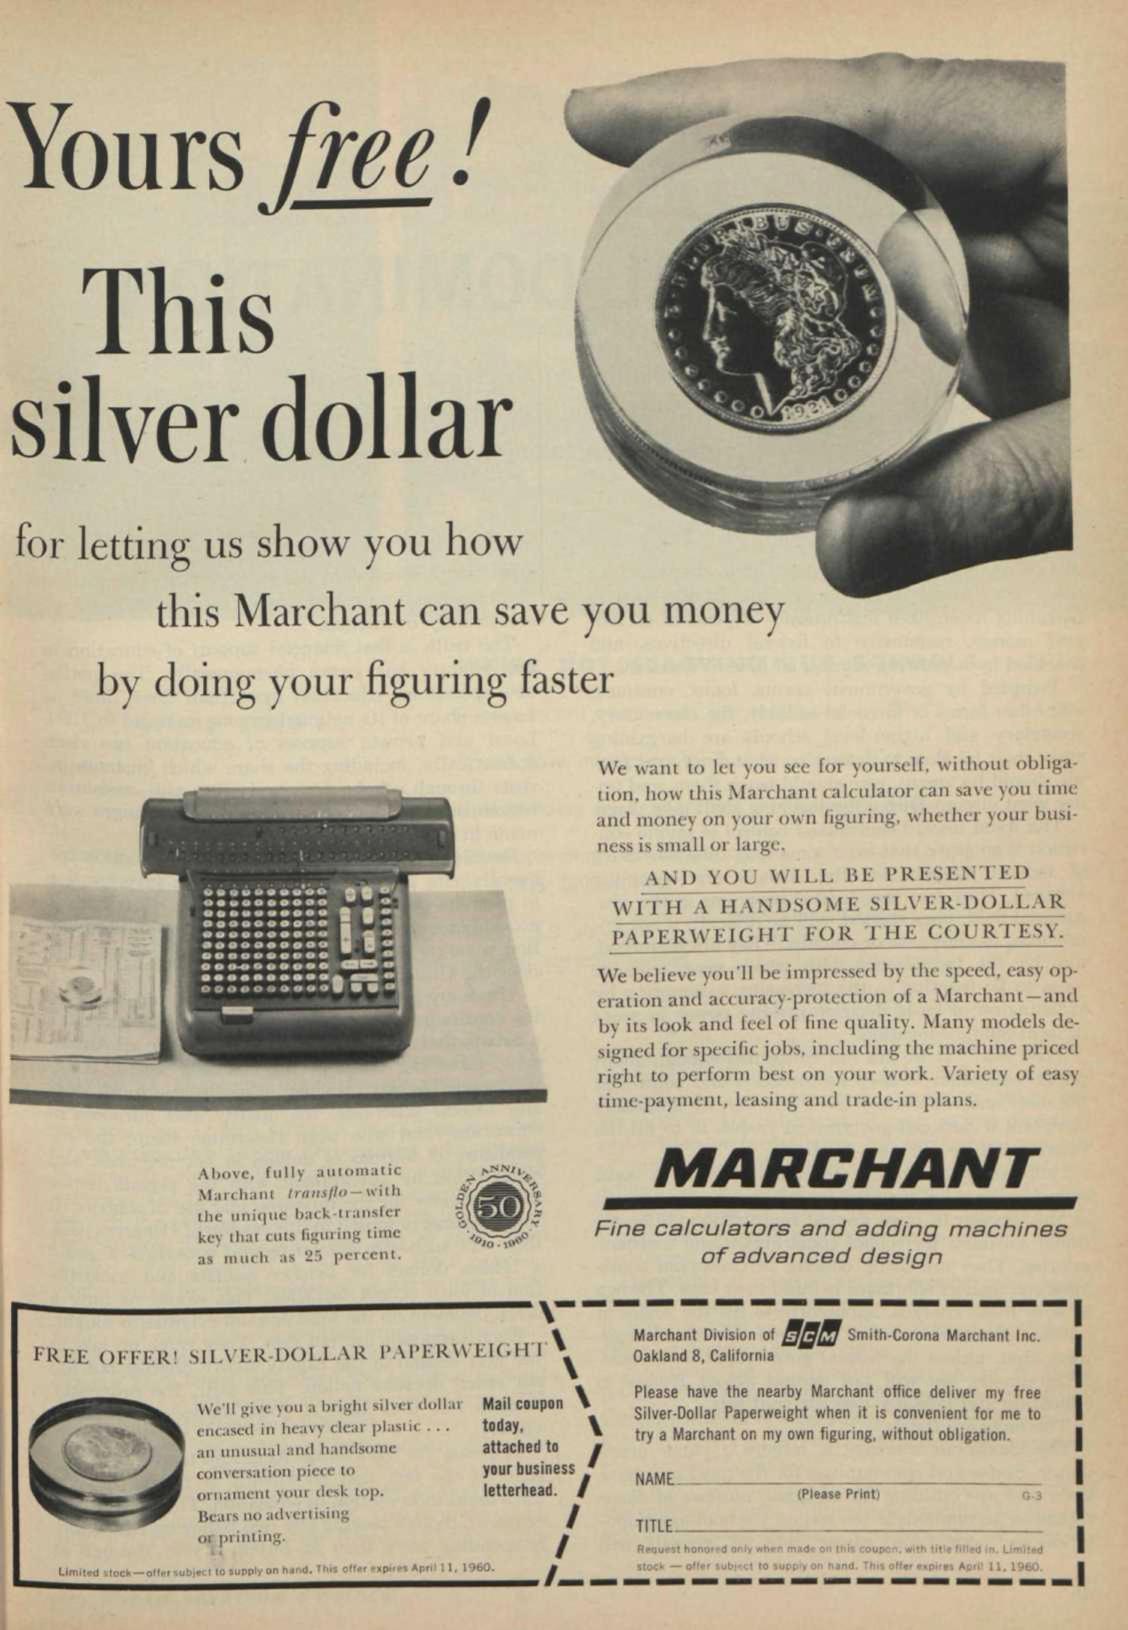 Yours free!
This
silver dollar
for letting us show you how
this Marchant can save you money
by doing your figuring faster
E·PLURIBUS·UNUM
1921
We want to let you see for yourself, without obliga-
tion, how this Marchant calculator can save you time
and money on your own figuring, whether your busi-
ness is small or large.
AND YOU WILL BE PRESENTED
WITH A HANDSOME SILVER-DOLLAR
PAPERWEIGHT FOR THE COURTESY.
We believe you'll be impressed by the speed, easy op-
eration and accuracy-protection of a Marchant—and
by its look and feel of fine quality. Many models de-
signed for specific jobs, including the machine priced
right to perform best on your work. Variety of easy
time-payment, leasing and trade-in plans.
Above, fully automatic
Marchant transflo—with
the unique back-transfer
key that cuts figuring time
as much as 25 percent.
GOLDEN ANNIVERSARY
50
·1910·1960·
MARCHANT
Fine calculators and adding machines
of advanced design
FREE OFFER! SILVER-DOLLAR PAPERWEIGHT
We'll give you a bright silver dollar
encased in heavy clear plastic . . .
an unusual and handsome
conversation piece to
ornament your desk top.
Bears no advertising
or printing.
Mail coupon
today,
attached to
your business
letterhead.
Limited stock—offer subject to supply on hand. This offer expires April 11, 1960.
Marchant Division of SCM Smith-Corona Marchant Inc.
Oakland 8, California
Please have the nearby Marchant office deliver my free
Silver-Dollar Paperweight when it is convenient for me to
try a Marchant on my own figuring, without obligation.
NAME
(Please Print) G-3
TITLE
Request honored only when made on this coupon, with title filled in. Limited
stock — offer subject to supply on hand. This offer expires April 11, 1960.